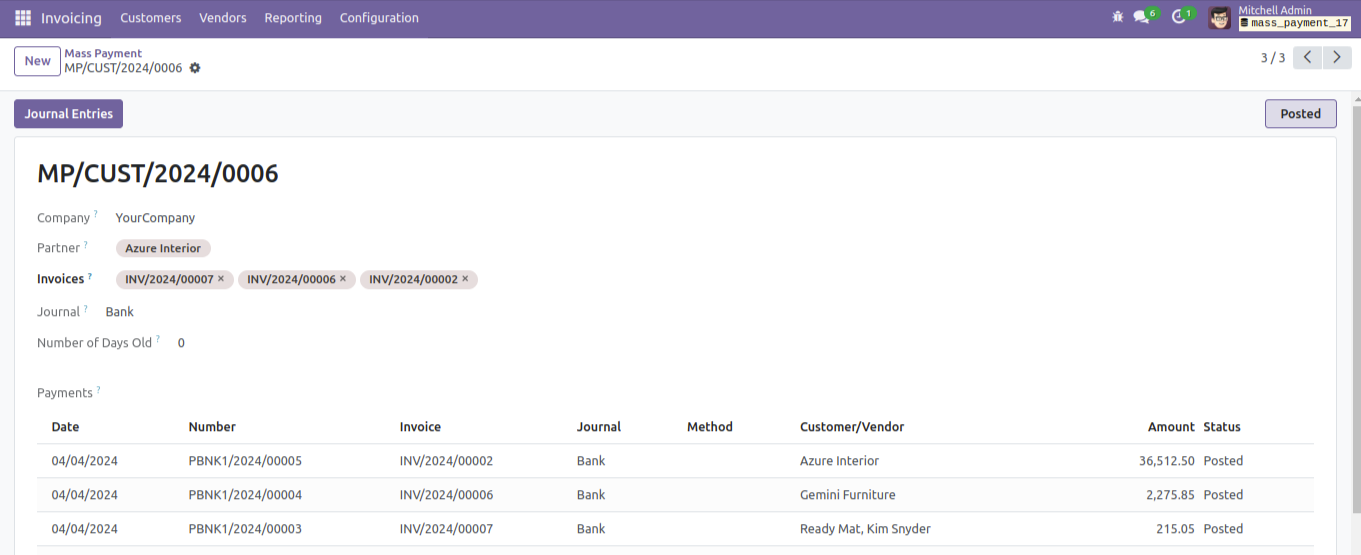 Invoicing Customers Vendors Reporting Configuration 6 1 Mitchell Admin
mass_payment_17
New Mass Payment
MP/CUST/2024/0006
3 / 3
Journal Entries Posted
MP/CUST/2024/0006
Company ? YourCompany
Partner ? Azure Interior
Invoices ? INV/2024/00007 × INV/2024/00006 × INV/2024/00002 ×
Journal ? Bank
Number of Days Old ? 0
Payments ?
Date Number Invoice Journal Method Customer/Vendor Amount Status
04/04/2024 PBNK1/2024/00005 INV/2024/00002 Bank Azure Interior 36,512.50 Posted
04/04/2024 PBNK1/2024/00004 INV/2024/00006 Bank Gemini Furniture 2,275.85 Posted
04/04/2024 PBNK1/2024/00003 INV/2024/00007 Bank Ready Mat, Kim Snyder 215.05 Posted